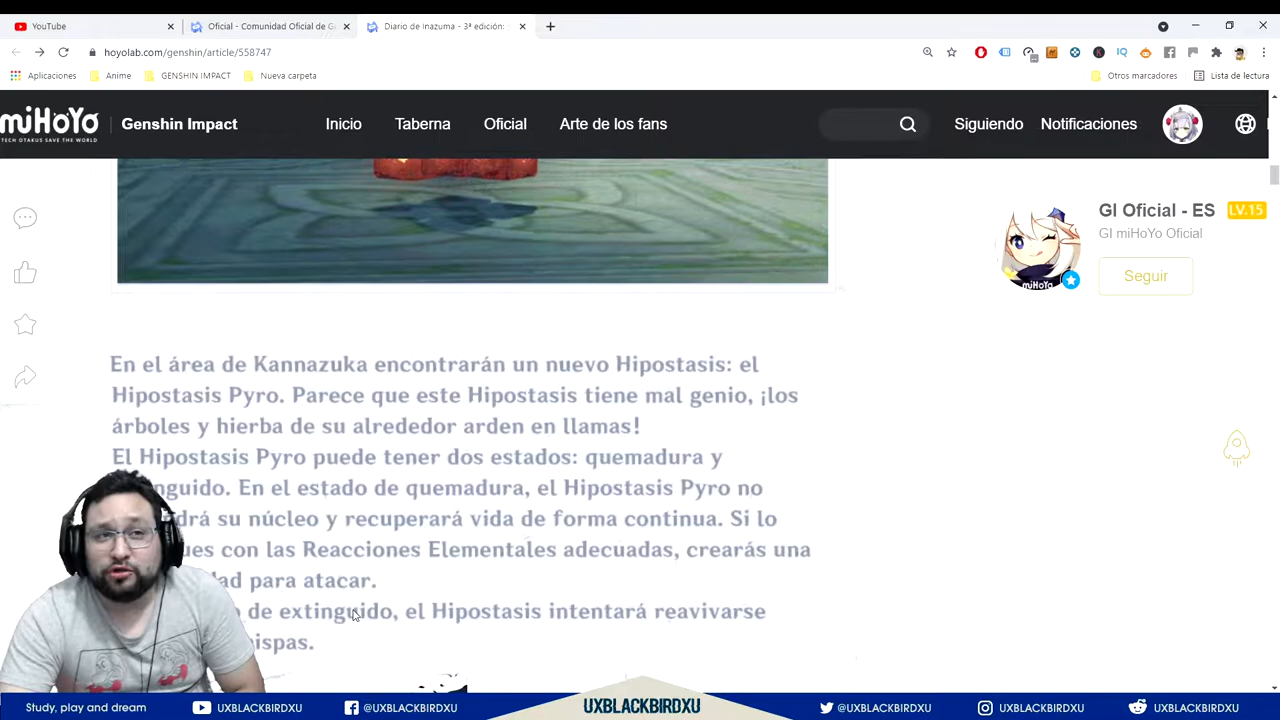 YouTube
Oficial - Comunidad Oficial de G
Diario de Inazuma - 3ª edición:
hoyolab.com/genshin/article/558747
IQ
Aplicaciones
Anime
GENSHIN IMPACT
Nueva carpeta
Otros marcadores
Lista de lectura
miHoYo
TECH OTAKUS SAVE THE WORLD
Genshin Impact
Inicio
Taberna
Oficial
Arte de los fans
Siguiendo
Notificaciones
GI Oficial - ES
LV.15
GI miHoYo Oficial
miHoYo
Seguir
En el área de Kannazuka encontrarán un nuevo Hipostasis: el
Hipostasis Pyro. Parece que este Hipostasis tiene mal genio, ¡los
árboles y hierba de su alrededor arden en llamas!
El Hipostasis Pyro puede tener dos estados: quemadura y
nguido. En el estado de quemadura, el Hipostasis Pyro no
drá su núcleo y recuperará vida de forma continua. Si lo
ues con las Reacciones Elementales adecuadas, crearás una
dad para atacar.
de extinguido, el Hipostasis intentará reavivarse
ispas.
Study, play and dream
UXBLACKBIRDXU
@UXBLACKBIRDXU
UXBLACKBIRDXU
@UXBLACKBIRDXU
UXBLACKBIRDXU
UXBLACKBIRDXU